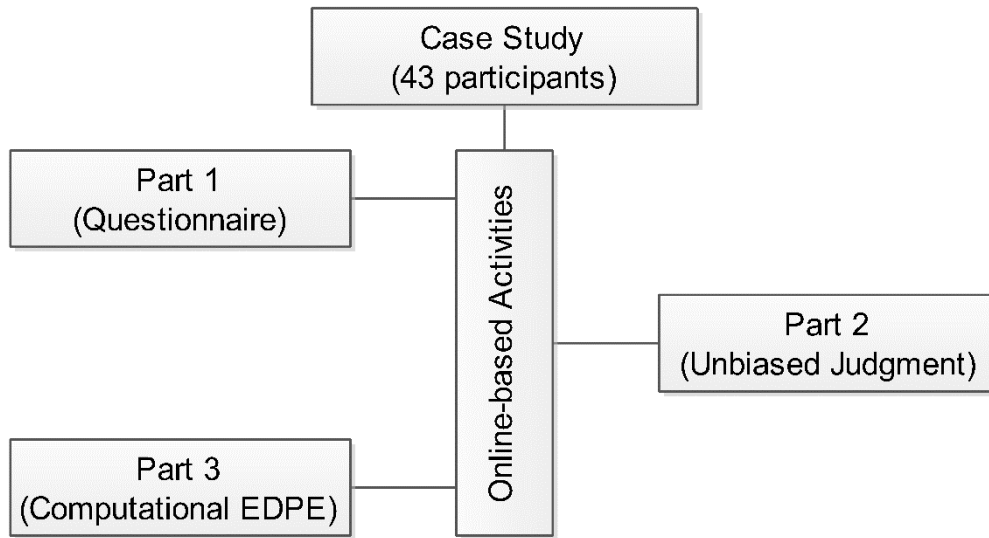 Case Study
(43 participants)
Part 1
(Questionnaire)
Online-based Activities
Part 2
(Unbiased Judgment)
Part 3
(Computational EDPE)